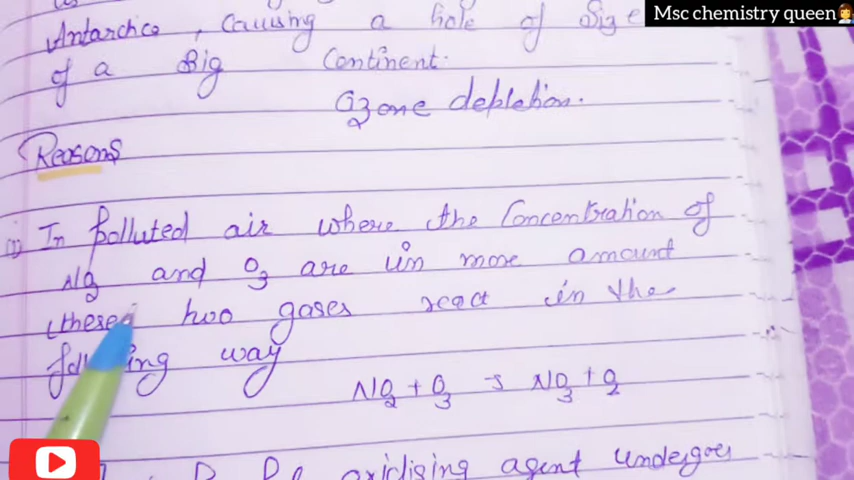 Msc chemistry queen
Antarctica, causing a hole of size
of a Big Continent.
Ozone depletion.
Reasons
(1) In polluted air where the Concentration of
NO2 and O3 are in more amount
these two gases react in the
following way
NO2 + O3 → NO3 + O2
oxidising agent undergoes